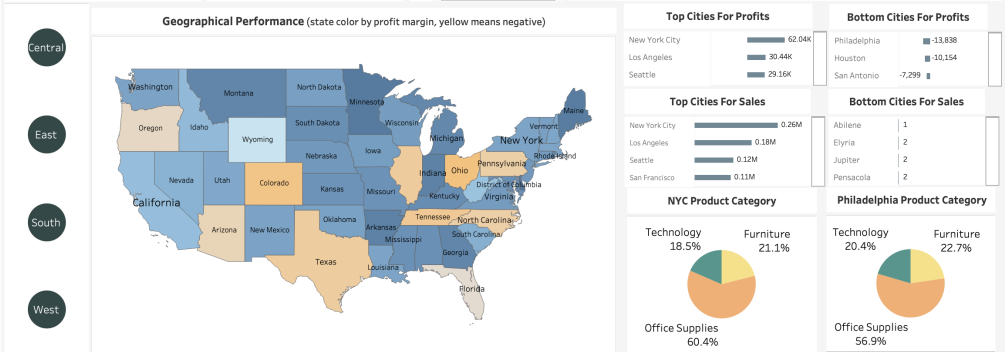 Central
East
South
West
Geographical Performance (state color by profit margin, yellow means negative)
Washington
Montana
North Dakota
Minnesota
Maine
Oregon
Idaho
South Dakota
Wisconsin
Vermont
Wyoming
Michigan
New York
Nebraska
Iowa
Rhode Island
Nevada
Utah
Colorado
Kansas
Missouri
Indiana
Ohio
Pennsylvania
California
Kentucky
District of Columbia
Virginia
Arizona
New Mexico
Oklahoma
Arkansas
Tennessee
North Carolina
Texas
Mississippi
South Carolina
Georgia
Louisiana
Florida
Top Cities For Profits
New York City 62.04K
Los Angeles 30.44K
Seattle 29.16K
Bottom Cities For Profits
Philadelphia -13,838
Houston -10,154
San Antonio -7,299
Top Cities For Sales
New York City 0.26M
Los Angeles 0.18M
Seattle 0.12M
San Francisco 0.11M
Bottom Cities For Sales
Abilene 1
Elyria 2
Jupiter 2
Pensacola 2
NYC Product Category
Technology
18.5%
Furniture
21.1%
Office Supplies
60.4%
Philadelphia Product Category
Technology
20.4%
Furniture
22.7%
Office Supplies
56.9%